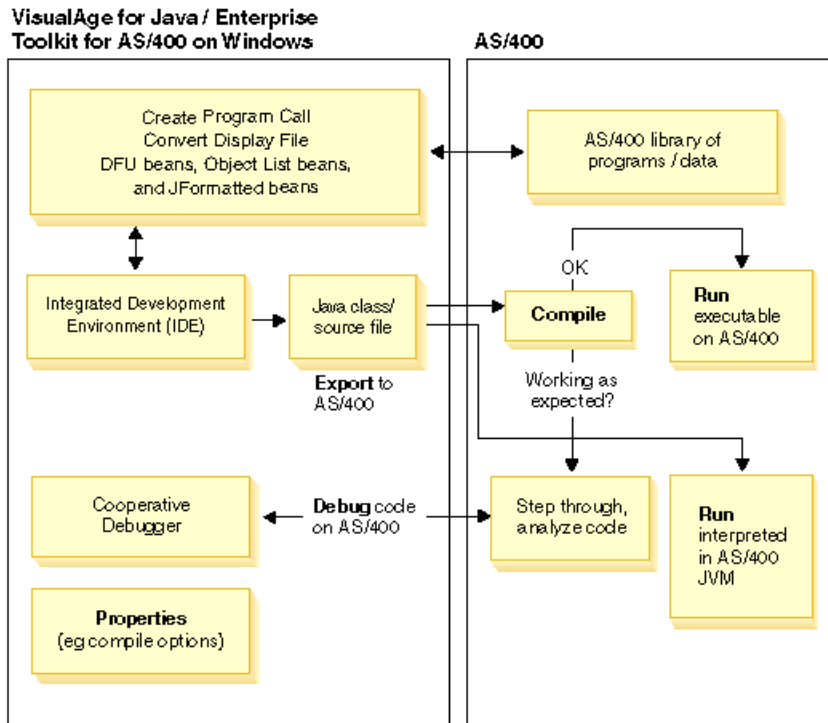 VisualAge for Java / Enterprise
Toolkit for AS/400 on Windows
AS/400
Create Program Call
Convert Display File
DFU beans, Object List beans,
and JFormatted beans
AS/400 library of
programs / data
Integrated Development
Environment (IDE)
Java class/
source file
Export to
AS/400
OK
Compile
Run
executable
on AS/400
Working as
expected?
Cooperative
Debugger
Debug code
on AS/400
Step through,
analyze code
Run
interpreted
in AS/400
JVM
Properties
(eg compile options)